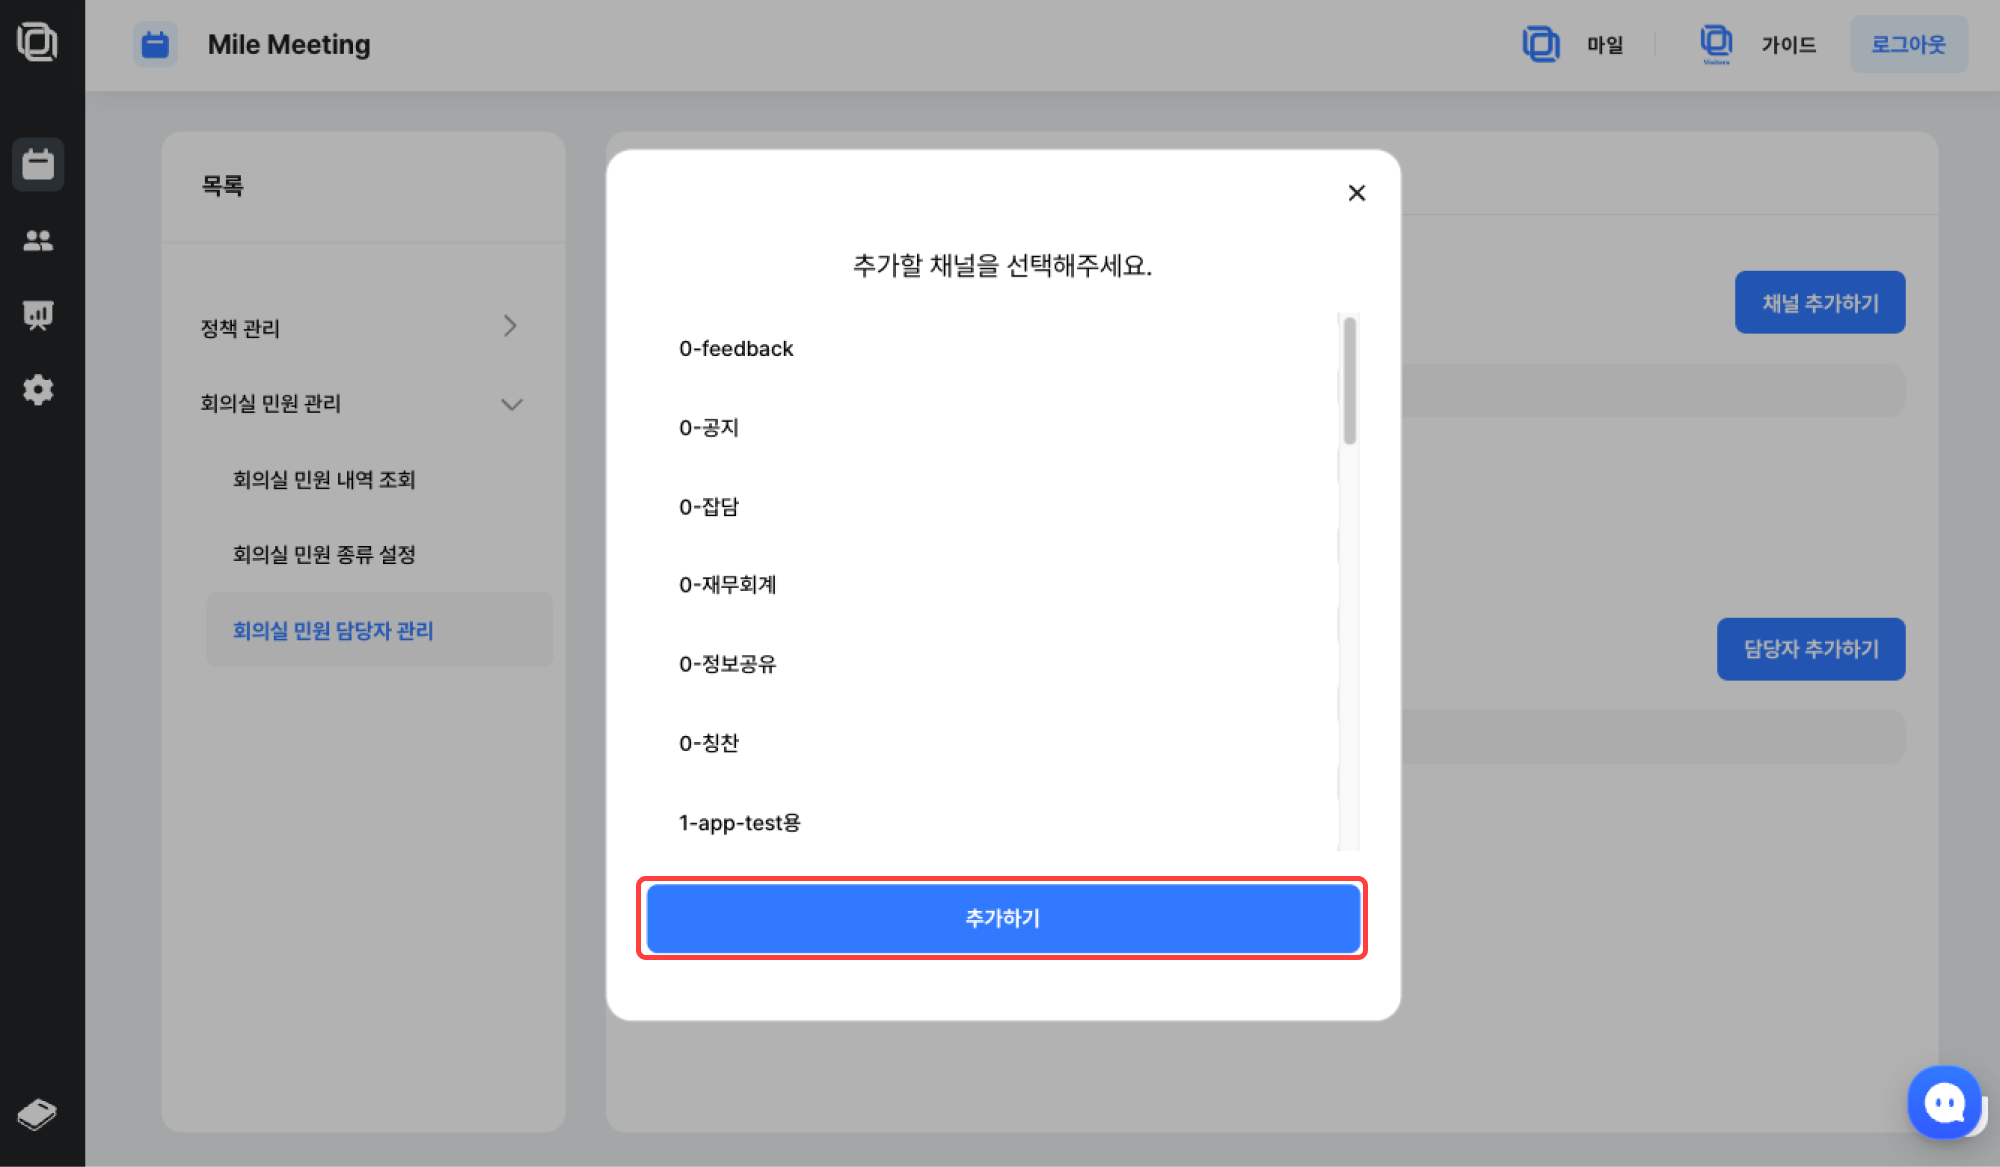 Mile Meeting
마일
Visitors
가이드
로그아웃
목록
정책 관리
회의실 민원 관리
회의실 민원 내역 조회
회의실 민원 종류 설정
회의실 민원 담당자 관리
추가할 채널을 선택해주세요.
0-feedback
0-공지
0-잡담
0-재무회계
0-정보공유
0-칭찬
1-app-test용
추가하기
채널 추가하기
담당자 추가하기